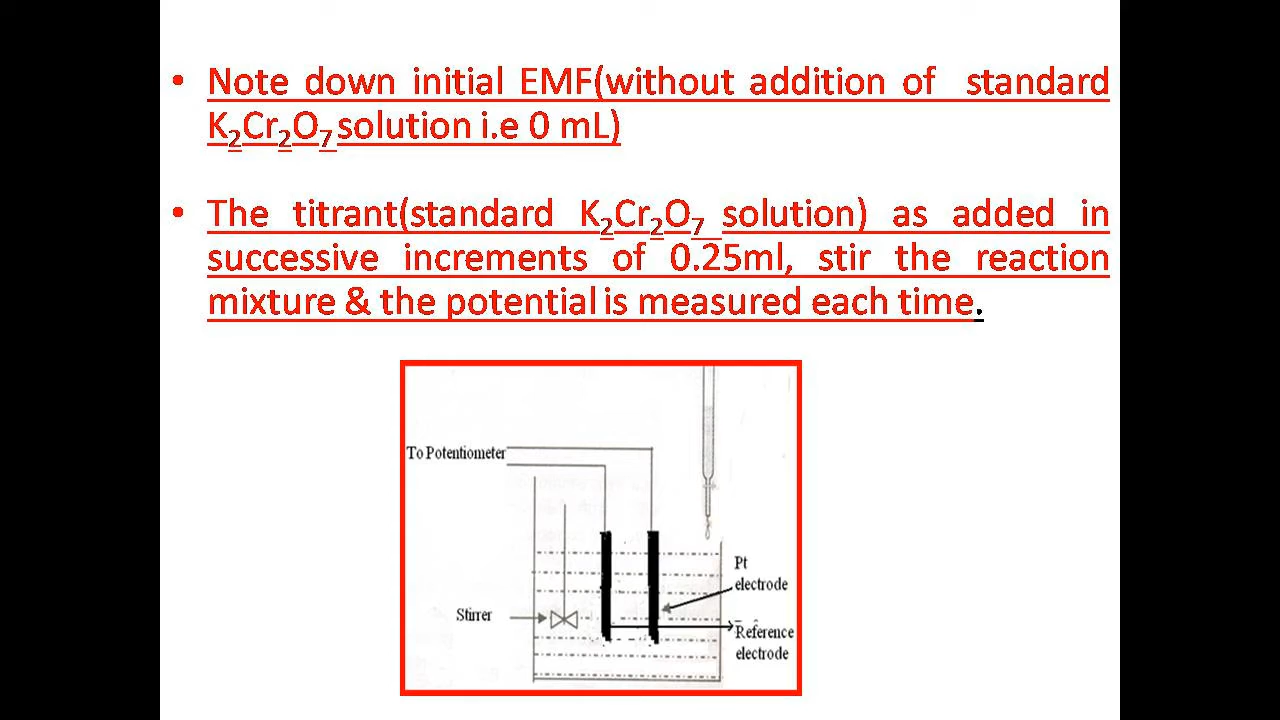 • Note down initial EMF(without addition of standard
K₂Cr₂O₇ solution i.e 0 mL)
• The titrant(standard K₂Cr₂O₇ solution) as added in
successive increments of 0.25ml, stir the reaction
mixture & the potential is measured each time.
To Potentiometer
Pt
electrode
Stirrer
Reference
electrode